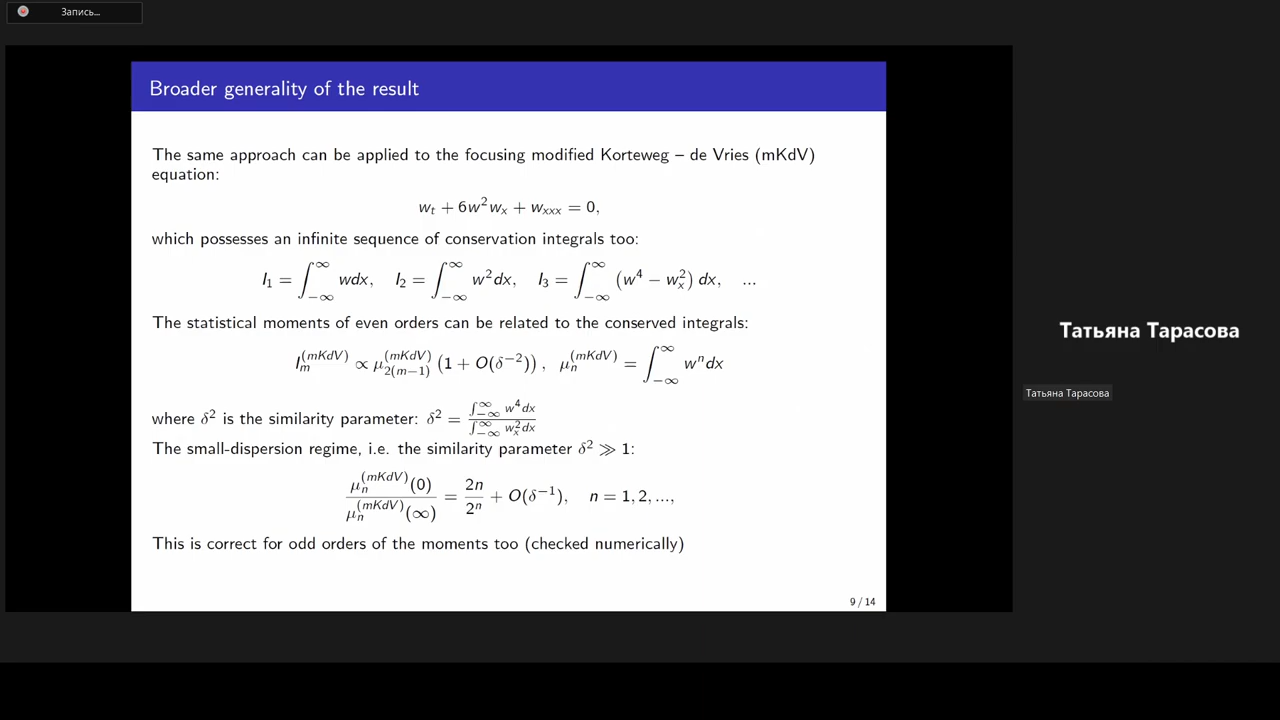 Запись...
Broader generality of the result
The same approach can be applied to the focusing modified Korteweg – de Vries (mKdV)
equation:
w_t + 6w^2 w_x + w_{xxx} = 0,
which possesses an infinite sequence of conservation integrals too:
I_1 = ∫_{-∞}^{∞} wdx, I_2 = ∫_{-∞}^{∞} w^2 dx, I_3 = ∫_{-∞}^{∞} (w^4 − w_x^2) dx, ...
The statistical moments of even orders can be related to the conserved integrals:
I_m^{(mKdV)} ∝ μ_{2(m−1)}^{(mKdV)} (1 + O(δ^{−2})), μ_n^{(mKdV)} = ∫_{-∞}^{∞} w^n dx
where δ^2 is the similarity parameter: δ^2 = \frac{∫_{-∞}^{∞} w^4 dx}{∫_{-∞}^{∞} w_x^2 dx}
The small-dispersion regime, i.e. the similarity parameter δ^2 ≫ 1:
\frac{μ_n^{(mKdV)}(0)}{μ_n^{(mKdV)}(∞)} = \frac{2n}{2^n} + O(δ^{−1}), n = 1, 2, ...,
This is correct for odd orders of the moments too (checked numerically)
9 / 14
Татьяна Тарасова
Татьяна Тарасова